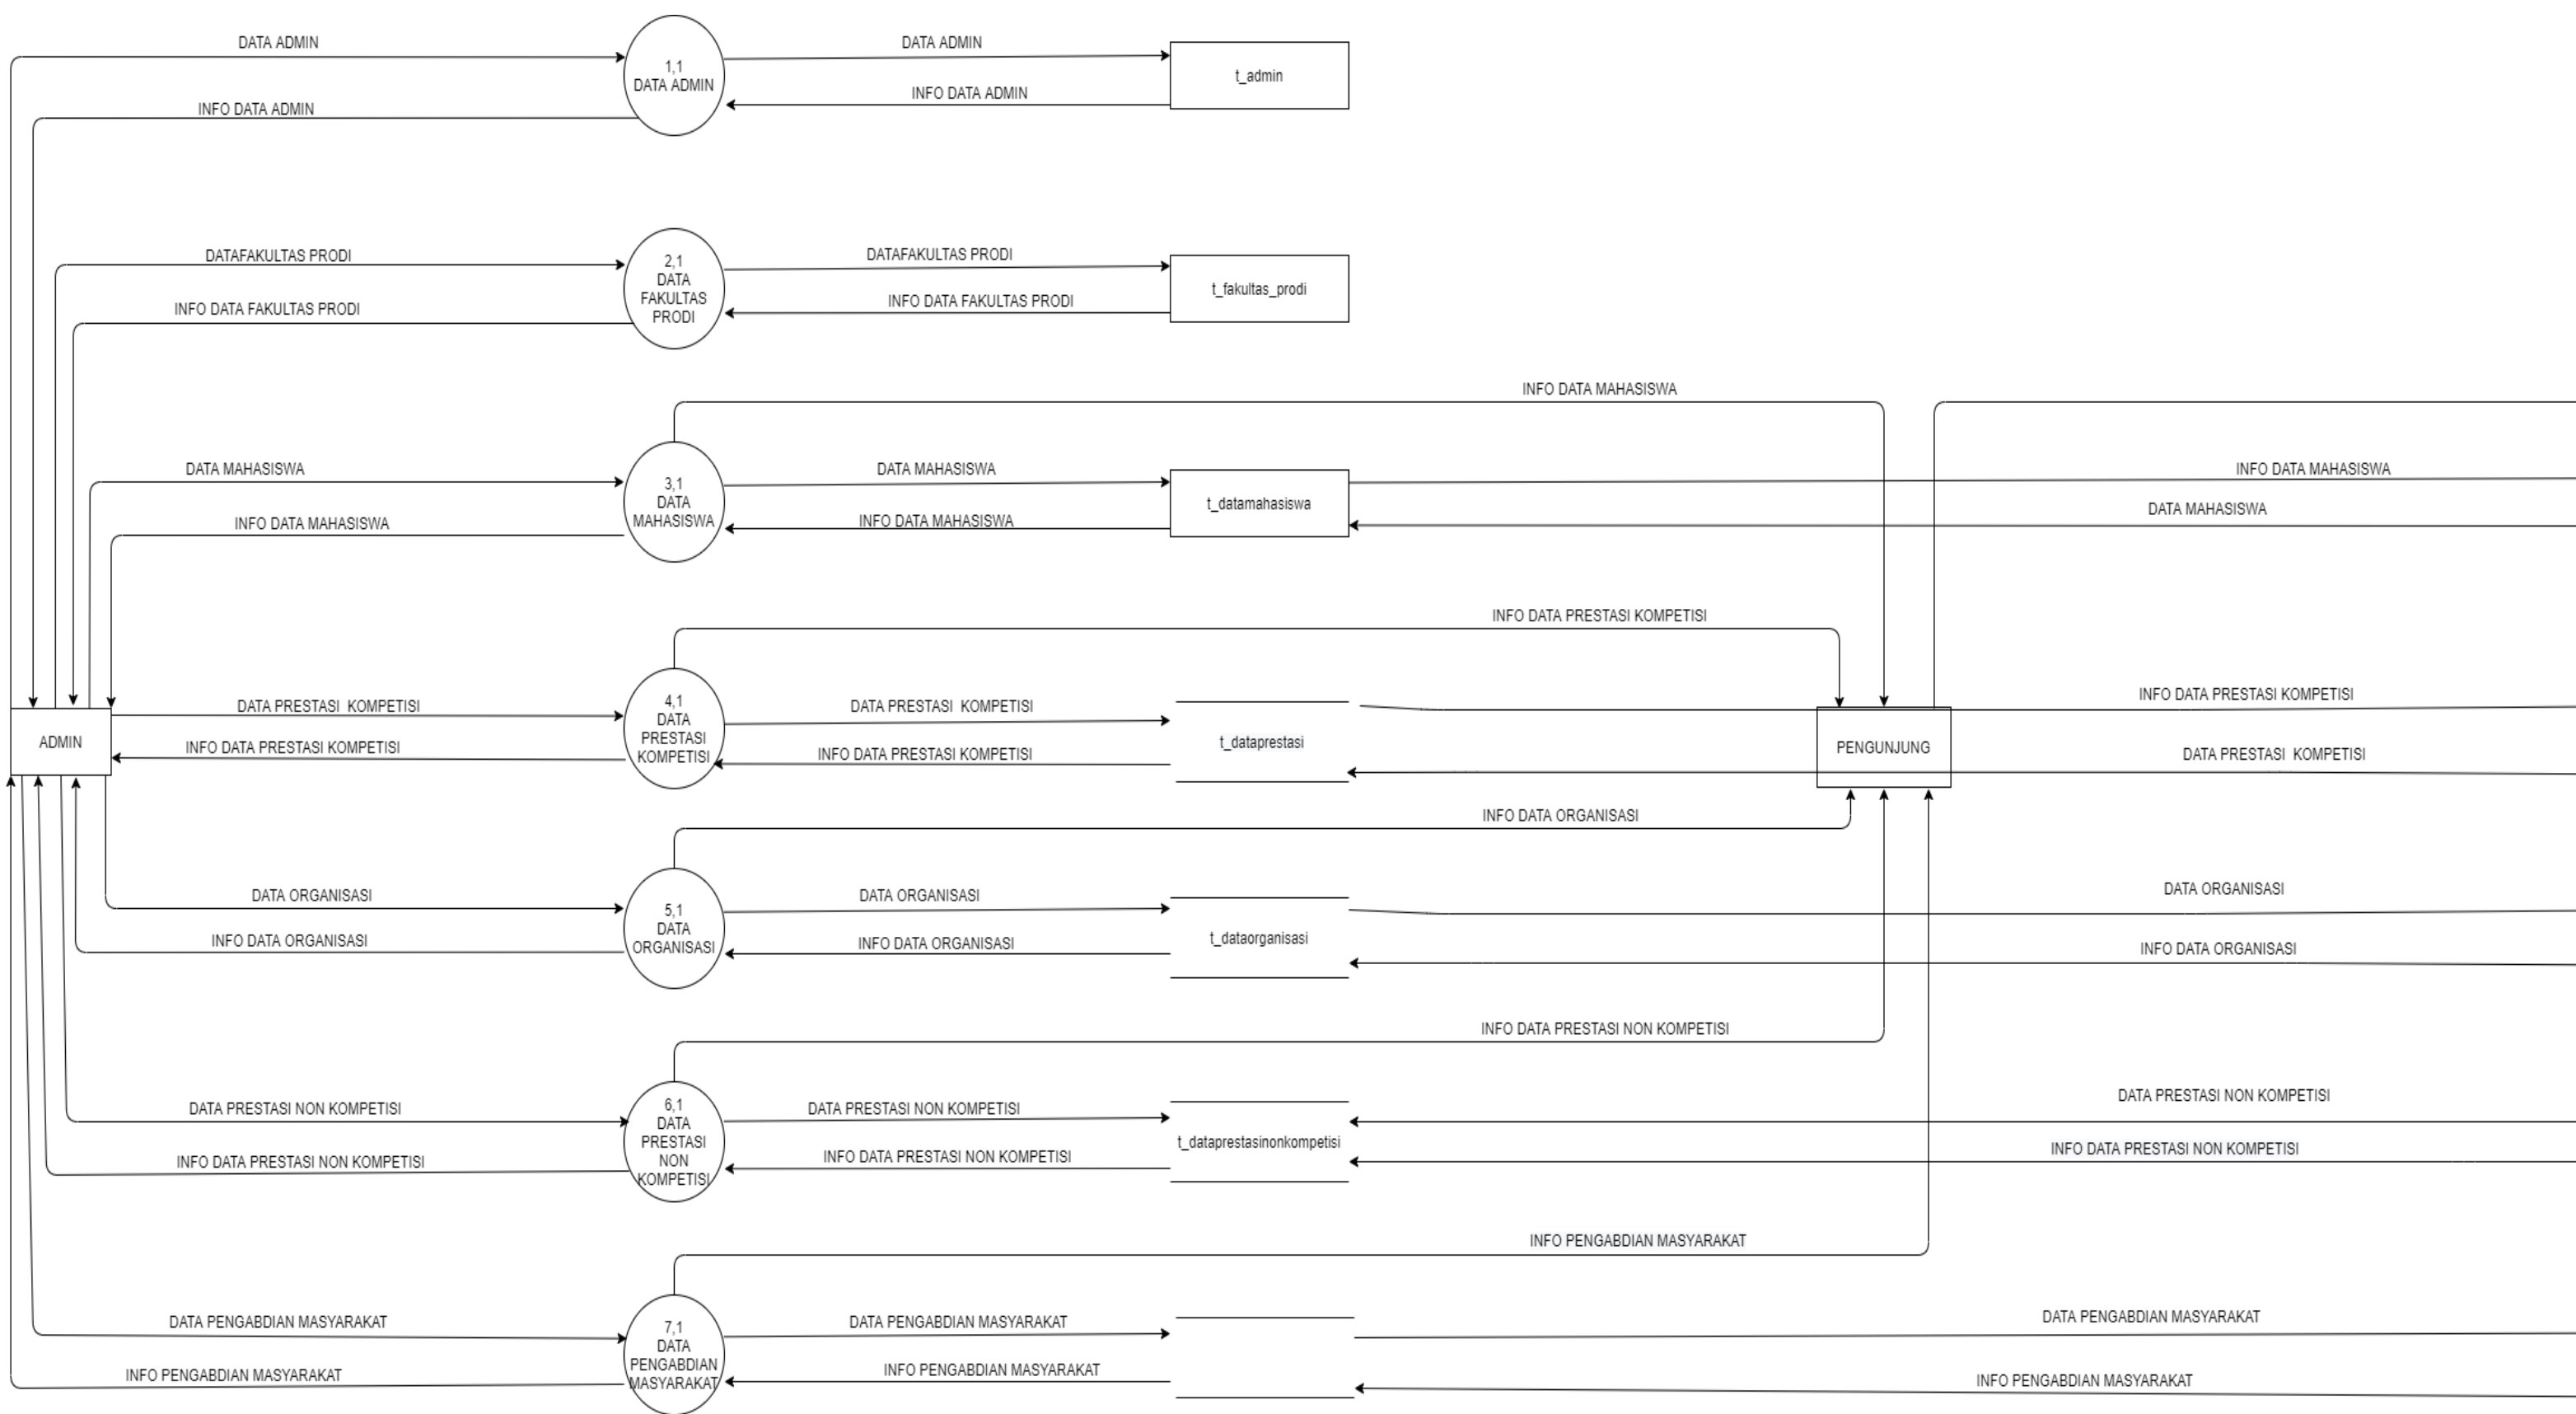 DATA ADMIN
DATA ADMIN
1,1
DATA ADMIN
t_admin
INFO DATA ADMIN
INFO DATA ADMIN
DATAFAKULTAS PRODI
DATAFAKULTAS PRODI
2,1
DATA
FAKULTAS
PRODI
t_fakultas_prodi
INFO DATA FAKULTAS PRODI
INFO DATA FAKULTAS PRODI
INFO DATA MAHASISWA
DATA MAHASISWA
DATA MAHASISWA
INFO DATA MAHASISWA
3,1
DATA
MAHASISWA
t_datamahasiswa
DATA MAHASISWA
INFO DATA MAHASISWA
INFO DATA MAHASISWA
INFO DATA PRESTASI KOMPETISI
DATA PRESTASI  KOMPETISI
4,1
DATA
PRESTASI
KOMPETISI
DATA PRESTASI  KOMPETISI
INFO DATA PRESTASI KOMPETISI
ADMIN
t_dataprestasi
PENGUNJUNG
INFO DATA PRESTASI KOMPETISI
INFO DATA PRESTASI KOMPETISI
DATA PRESTASI  KOMPETISI
INFO DATA ORGANISASI
DATA ORGANISASI
DATA ORGANISASI
DATA ORGANISASI
5,1
DATA
ORGANISASI
t_dataorganisasi
INFO DATA ORGANISASI
INFO DATA ORGANISASI
INFO DATA ORGANISASI
INFO DATA PRESTASI NON KOMPETISI
DATA PRESTASI NON KOMPETISI
6,1
DATA
PRESTASI
NON
KOMPETISI
DATA PRESTASI NON KOMPETISI
DATA PRESTASI NON KOMPETISI
t_dataprestasinonkompetisi
INFO DATA PRESTASI NON KOMPETISI
INFO DATA PRESTASI NON KOMPETISI
INFO DATA PRESTASI NON KOMPETISI
INFO PENGABDIAN MASYARAKAT
DATA PENGABDIAN MASYARAKAT
7,1
DATA
PENGABDIAN
MASYARAKAT
DATA PENGABDIAN MASYARAKAT
DATA PENGABDIAN MASYARAKAT
INFO PENGABDIAN MASYARAKAT
INFO PENGABDIAN MASYARAKAT
INFO PENGABDIAN MASYARAKAT